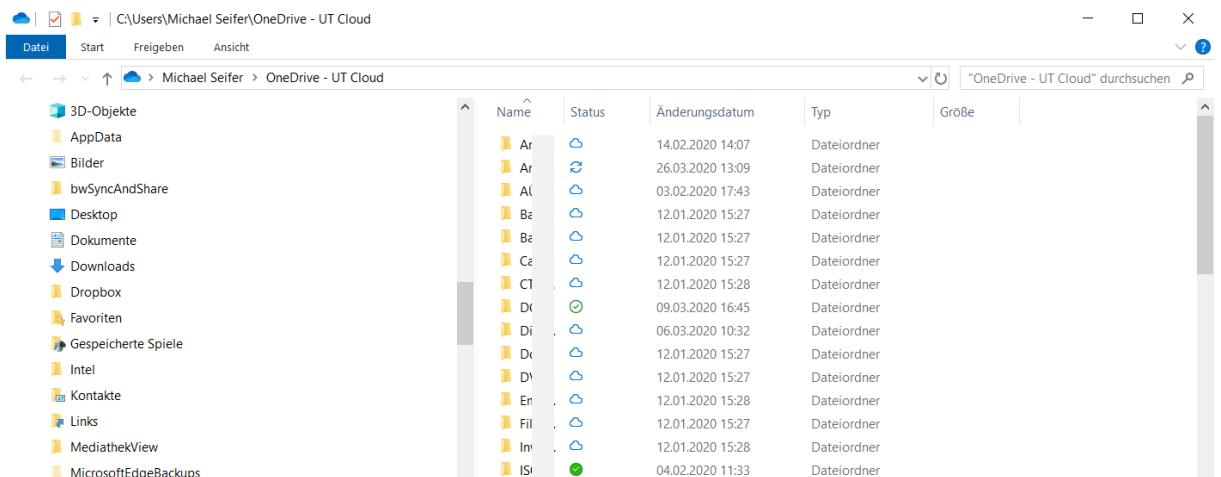 C:\Users\Michael Seifer\OneDrive - UT Cloud
Datei Start Freigeben Ansicht
Michael Seifer > OneDrive - UT Cloud "OneDrive - UT Cloud" durchsuchen
3D-Objekte
AppData
Bilder
bwSyncAndShare
Desktop
Dokumente
Downloads
Dropbox
Favoriten
Gespeicherte Spiele
Intel
Kontakte
Links
MediathekView
MicrosoftEdgeBackups
Name Status Änderungsdatum Typ Größe
14.02.2020 14:07 Dateiordner
26.03.2020 13:09 Dateiordner
03.02.2020 17:43 Dateiordner
12.01.2020 15:27 Dateiordner
12.01.2020 15:27 Dateiordner
12.01.2020 15:27 Dateiordner
12.01.2020 15:28 Dateiordner
09.03.2020 16:45 Dateiordner
06.03.2020 10:32 Dateiordner
12.01.2020 15:27 Dateiordner
12.01.2020 15:27 Dateiordner
12.01.2020 15:28 Dateiordner
12.01.2020 15:27 Dateiordner
12.01.2020 15:28 Dateiordner
04.02.2020 11:33 Dateiordner